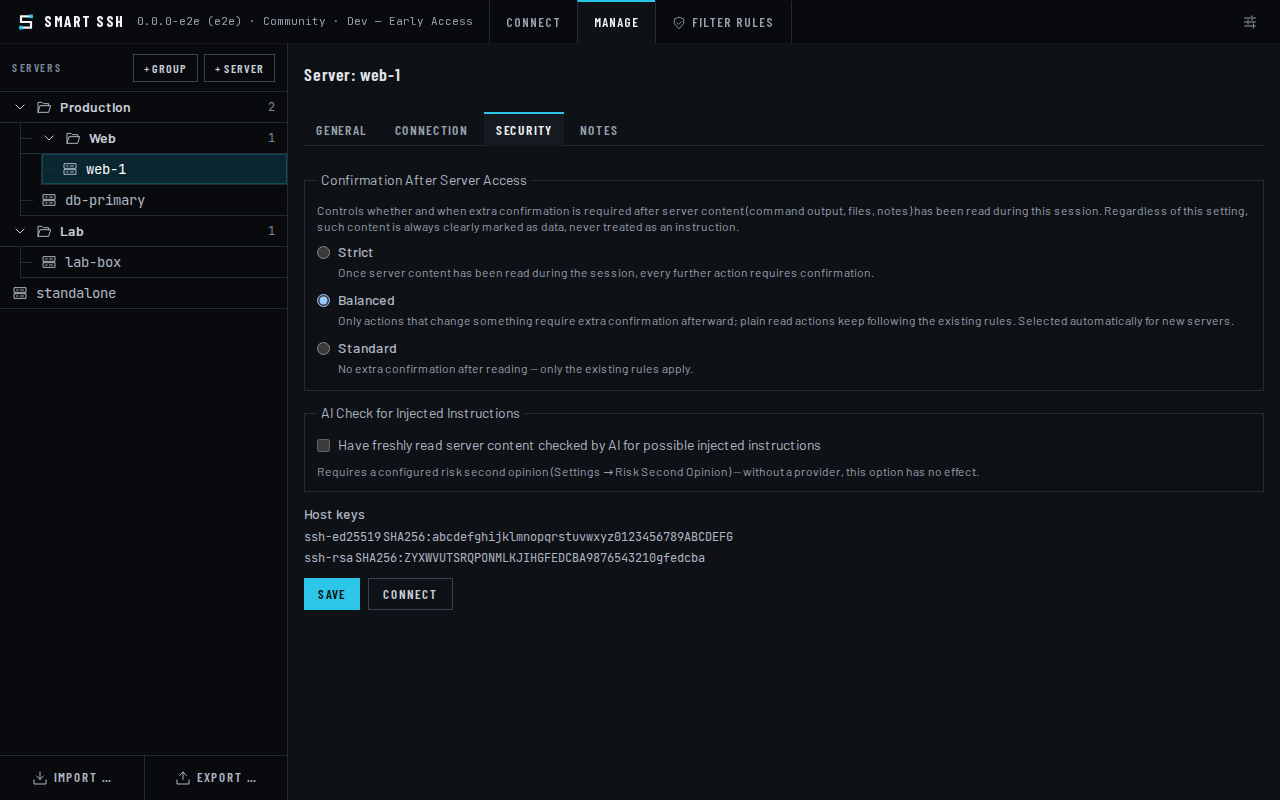 SMART SSH 0.0.0-e2e (e2e) · Community · Dev — Early Access CONNECT MANAGE FILTER RULES
SERVERS +GROUP +SERVER
Production 2
Web 1
web-1
db-primary
Lab 1
lab-box
standalone
IMPORT … EXPORT …
Server: web-1
GENERAL CONNECTION SECURITY NOTES
Confirmation After Server Access
Controls whether and when extra confirmation is required after server content (command output, files, notes) has been read during this session. Regardless of this setting,
such content is always clearly marked as data, never treated as an instruction.
Strict
Once server content has been read during the session, every further action requires confirmation.
Balanced
Only actions that change something require extra confirmation afterward; plain read actions keep following the existing rules. Selected automatically for new servers.
Standard
No extra confirmation after reading — only the existing rules apply.
AI Check for Injected Instructions
Have freshly read server content checked by AI for possible injected instructions
Requires a configured risk second opinion (Settings → Risk Second Opinion) — without a provider, this option has no effect.
Host keys
ssh-ed25519 SHA256:abcdefghijklmnopqrstuvwxyz0123456789ABCDEFG
ssh-rsa SHA256:ZYXWVUTSRQPONMLKJIHGFEDCBA9876543210gfedcba
SAVE CONNECT